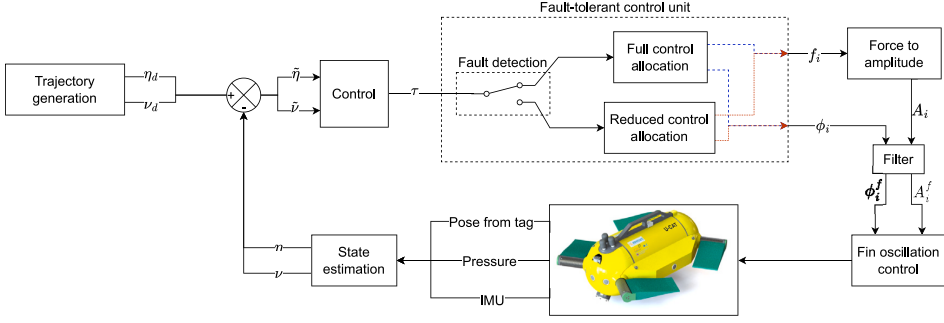 Fault-tolerant control unit
Trajectory
generation
η_d
ν_d
+
-
η̃
ν̃
Control
τ
Fault detection
Full control
allocation
Reduced control
allocation
f_i
ϕ_i
Force to
amplitude
A_i
Filter
ϕ_i^f
A_i^f
Fin oscillation
control
U-CAT
Pose from tag
Pressure
IMU
State
estimation
n
ν